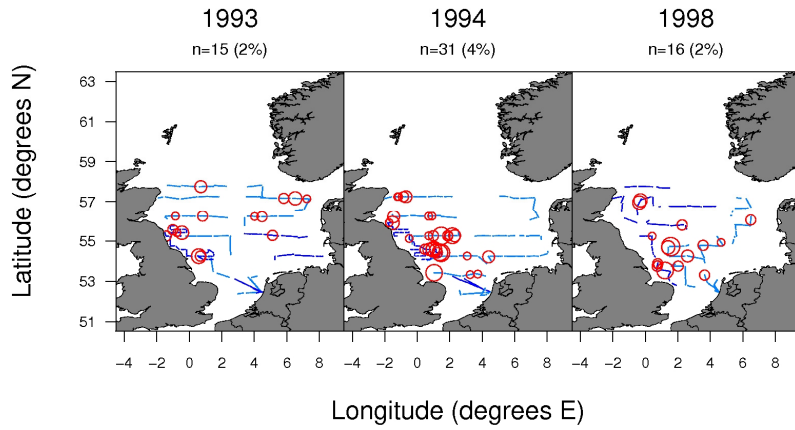 1993 1994 1998
n=15 (2%) n=31 (4%) n=16 (2%)
Latitude (degrees N)
63
61
59
57
55
53
51
−4 −2 0 2 4 6 8 −4 −2 0 2 4 6 8 −4 −2 0 2 4 6 8
Longitude (degrees E)